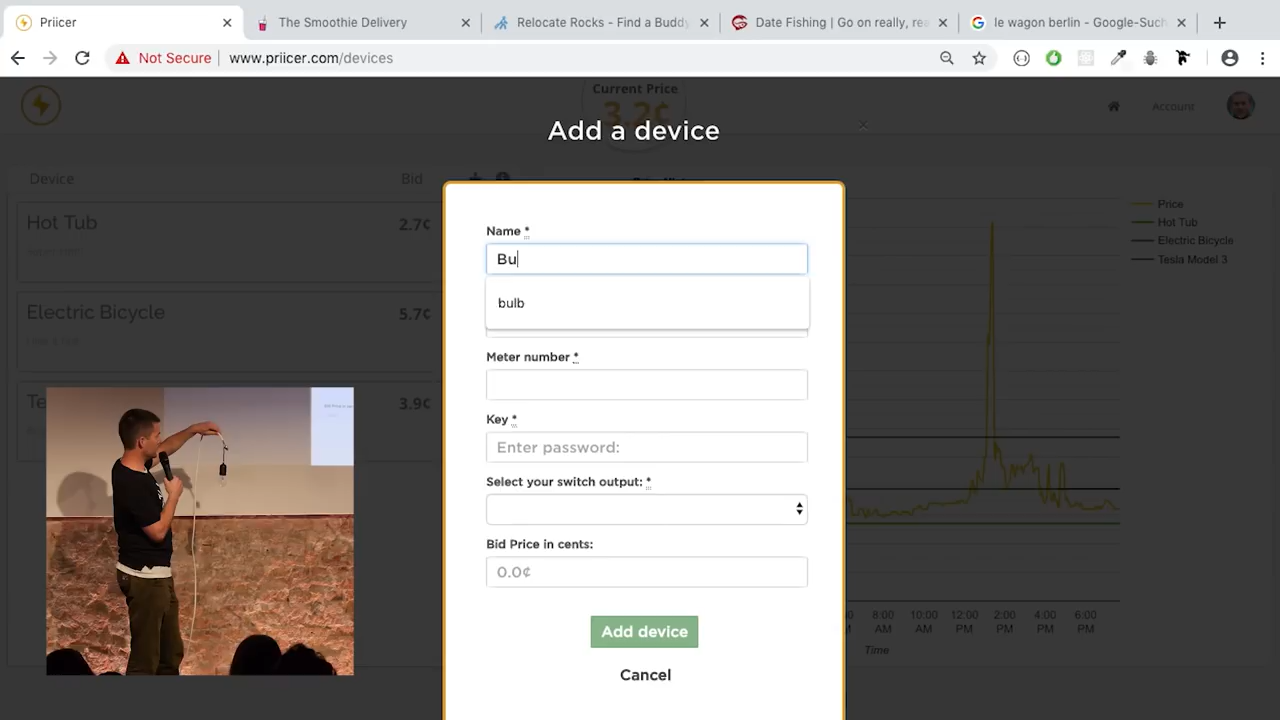 Priicer
The Smoothie Delivery
Relocate Rocks - Find a Buddy
Date Fishing | Go on really, rea
le wagon berlin - Google-Such
Not Secure
www.priicer.com/devices
Current Price
3.2¢
Account
Add a device
Device
Bid
Hot Tub
2.7¢
Electric Bicycle
5.7¢
Te
3.9¢
Name *
Bu
bulb
Meter number *
Key *
Enter password:
Select your switch output: *
Bid Price in cents:
0.0¢
Add device
Cancel
Price
Hot Tub
Electric Bicycle
Tesla Model 3
8:00 AM
10:00 AM
12:00 PM
2:00 PM
4:00 PM
6:00 PM
Time